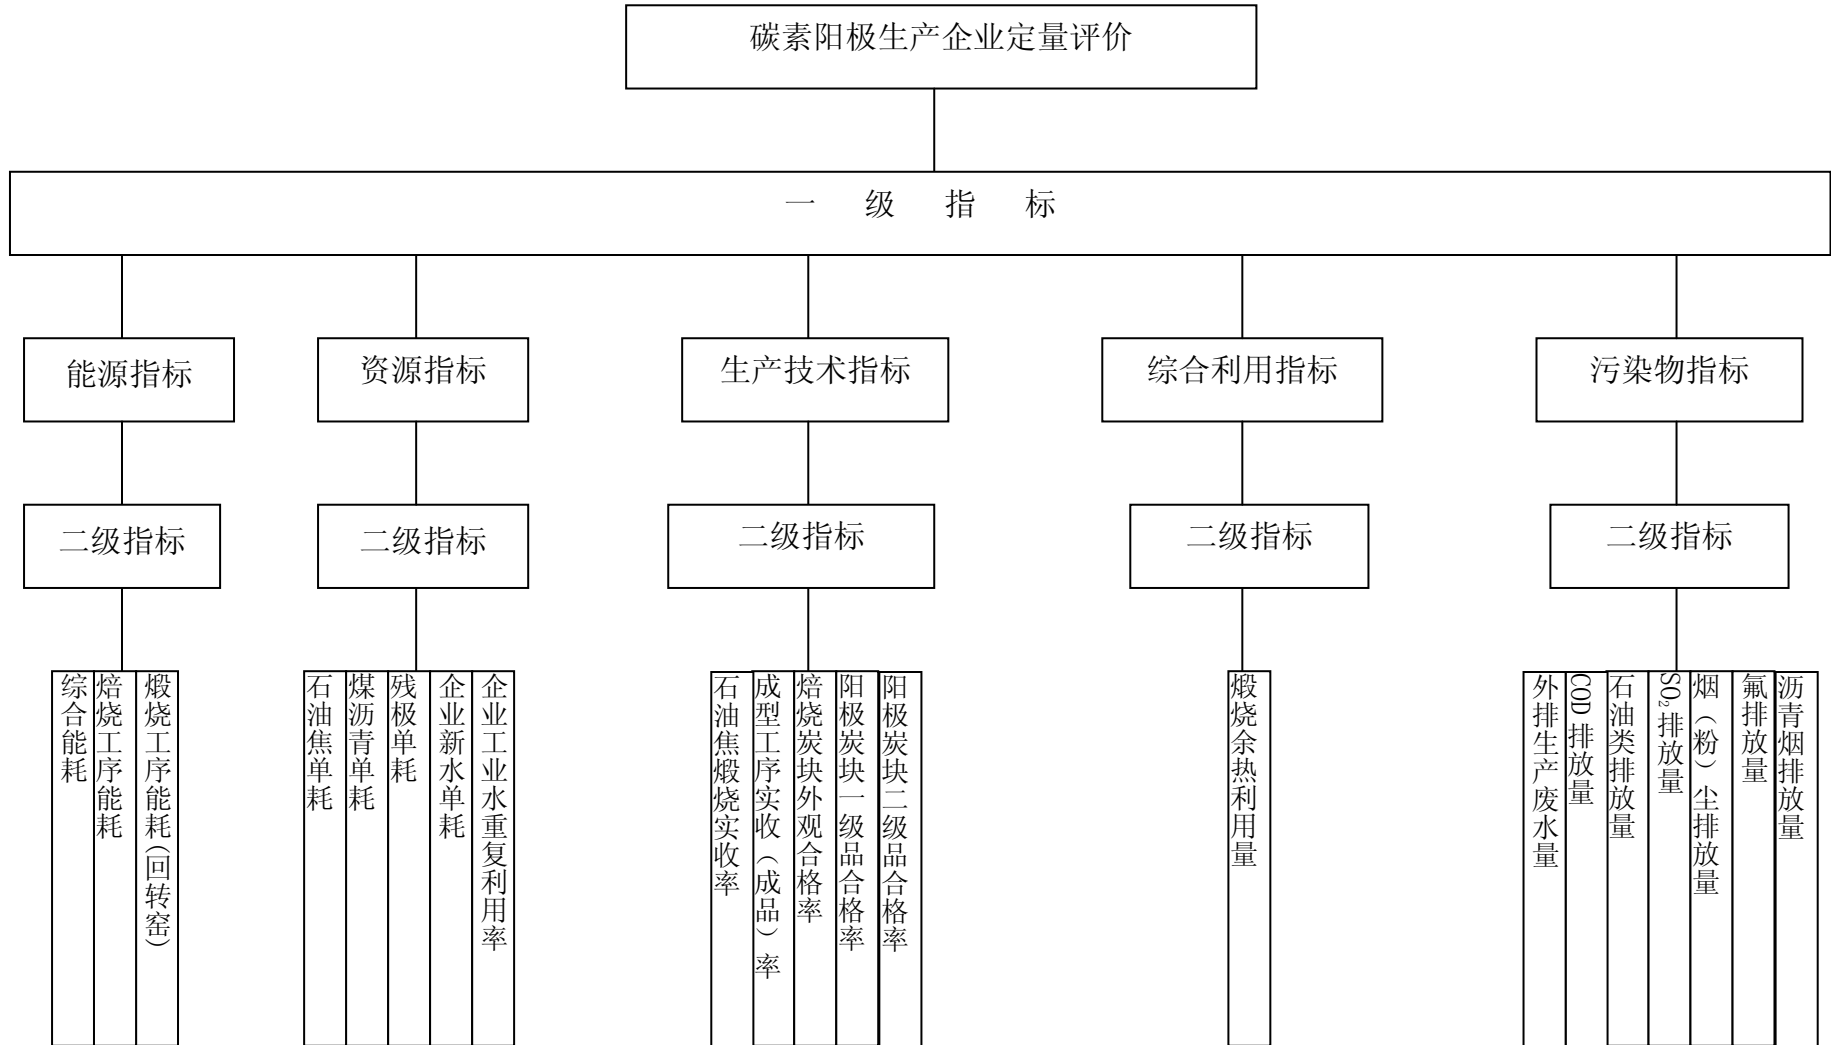 碳素阳极生产企业定量评价
一 级 指 标
能源指标
资源指标
生产技术指标
综合利用指标
污染物指标
二级指标
二级指标
二级指标
二级指标
二级指标
综合能耗
焙烧工序能耗
煅烧工序能耗(回转窑)
石油焦单耗
煤沥青单耗
残极单耗
企业新水单耗
企业工业水重复利用率
石油焦煅烧实收率
成型工序实收（成品）率
焙烧炭块外观合格率
阳极炭块一级品合格率
阳极炭块二级品合格率
煅烧余热利用量
外排生产废水量
COD 排放量
石油类排放量
SO₂排放量
烟（粉）尘排放量
氟排放量
沥青烟排放量